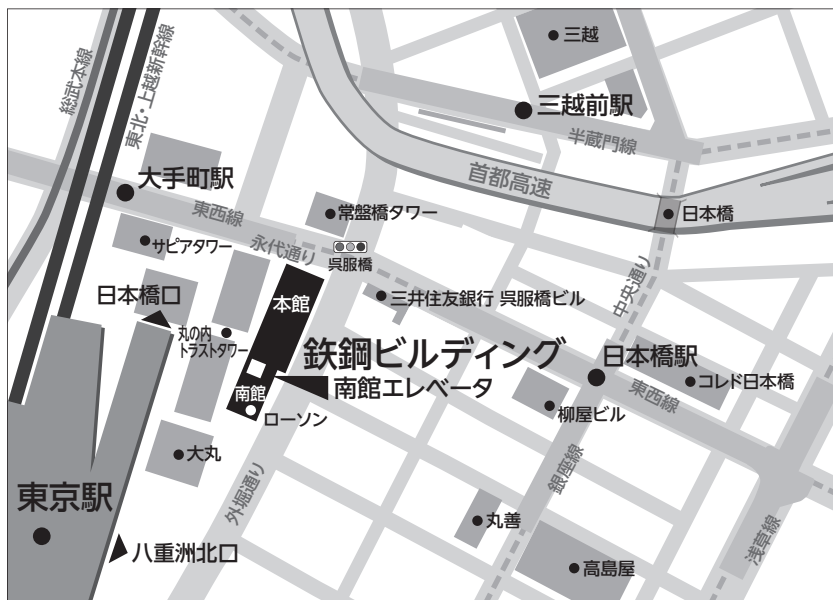 三越
総武本線
東北・上越新幹線
三越前駅
半蔵門線
首都高速
大手町駅
東西線
常盤橋タワー
日本橋
サピアタワー
永代通り
呉服橋
中央通り
日本橋口
本館
三井住友銀行 呉服橋ビル
丸の内
トラストタワー
鉄鋼ビルディング
日本橋駅
南館
南館エレベータ
東西線
コレド日本橋
ローソン
柳屋ビル
大丸
外堀通り
銀座線
東京駅
丸善
浅草線
八重洲北口
高島屋